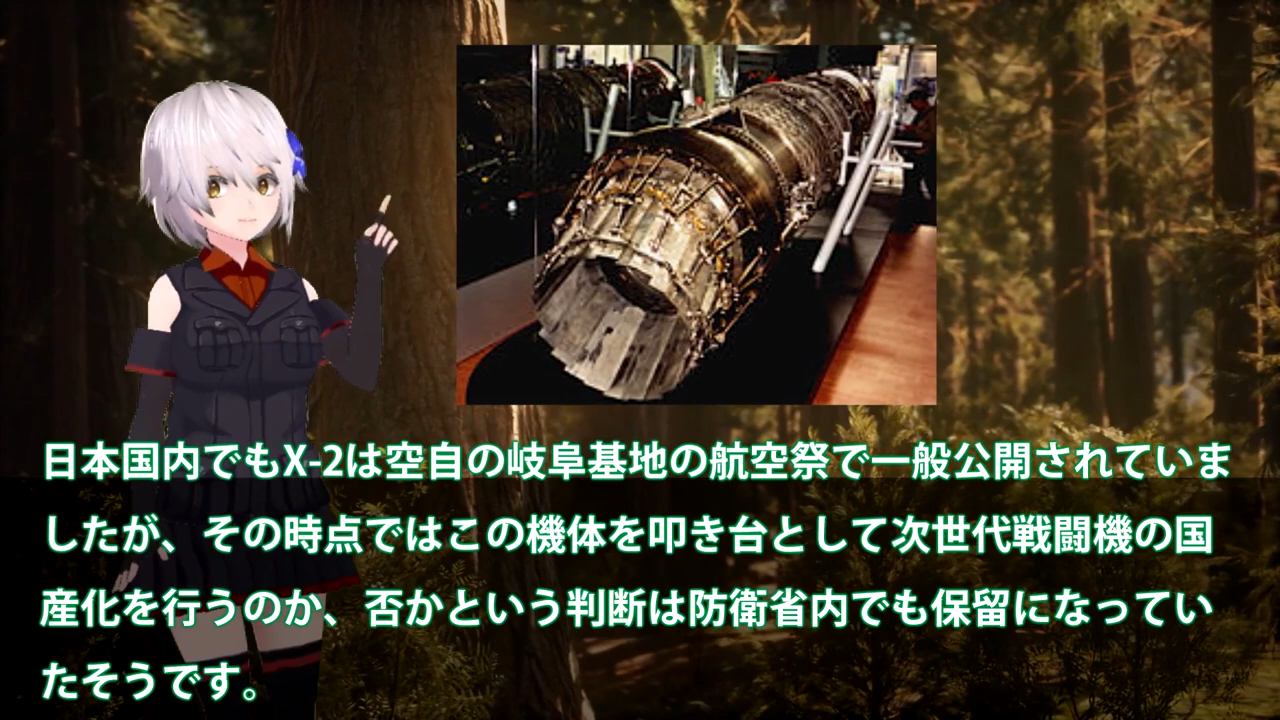 日本国内でもX-2は空自の岐阜基地の航空祭で一般公開されていま
したが、その時点ではこの機体を叩き台として次世代戦闘機の国
産化を行うのか、否かという判断は防衛省内でも保留になってい
たそうです。